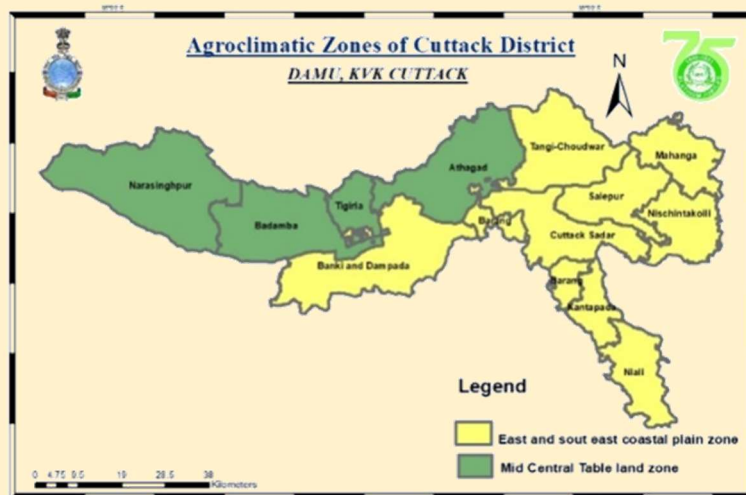 Agroclimatic Zones of Cuttack District
DAMU, KVK CUTTACK
75
N
Tangi-Choudwar
Mahanga
Athagad
Narasinghpur
Tigiria
Salepur
Nischintakoili
Badamba
Cuttack Sadar
Banki and Dampada
Barang
Kantapada
Niali
Legend
East and sout east coastal plain zone
Mid Central Table land zone
0 4.75 9.5 19 28.5 38
Kilometers